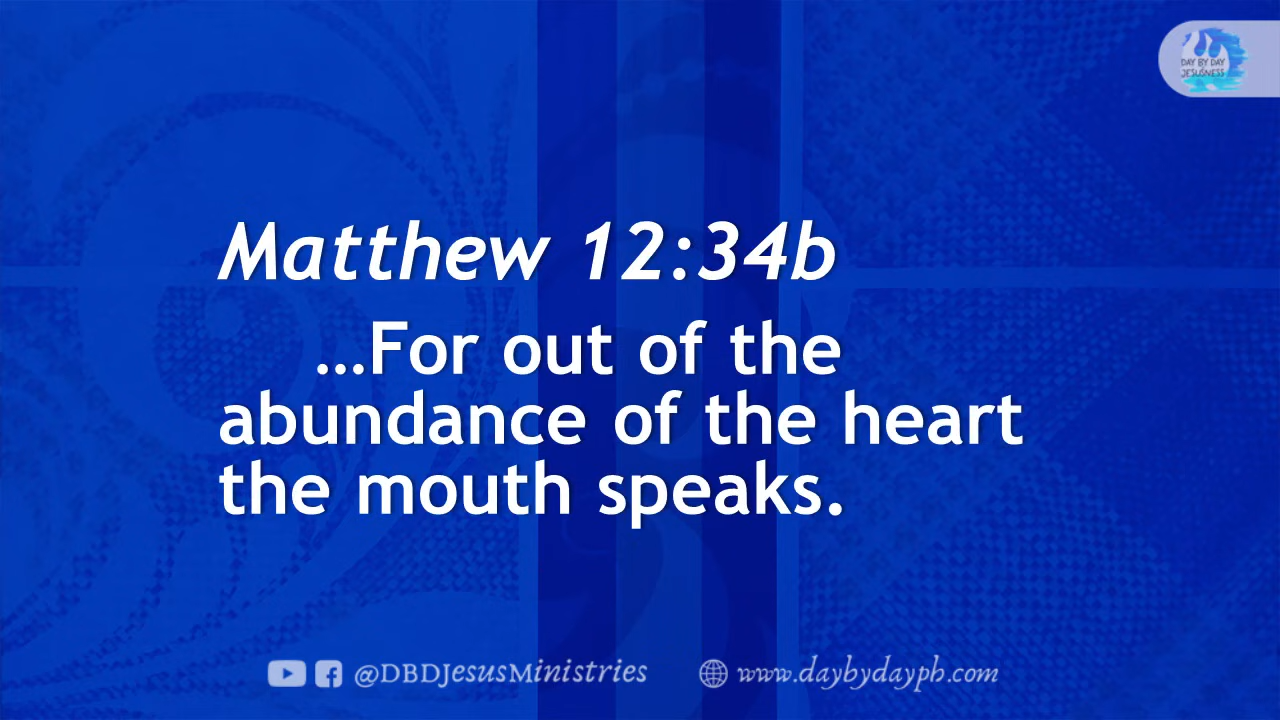 DAY BY DAY
JESUSNESS
Matthew 12:34b
...For out of the
abundance of the heart
the mouth speaks.
@DBDJesusMinistries www.daybydayph.com